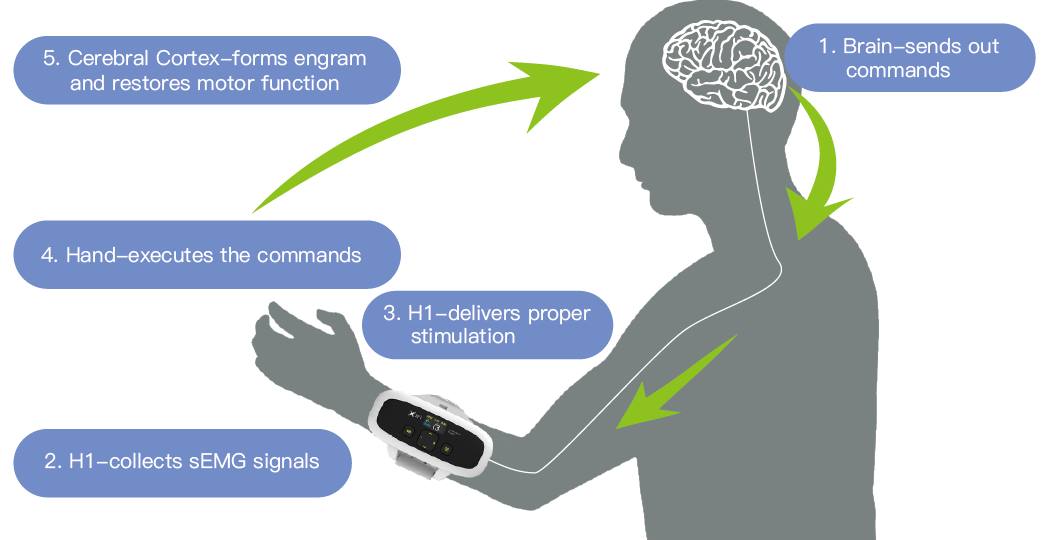 5. Cerebral Cortex–forms engram
and restores motor function
1. Brain–sends out
commands
4. Hand–executes the commands
3. H1–delivers proper
stimulation
2. H1–collects sEMG signals